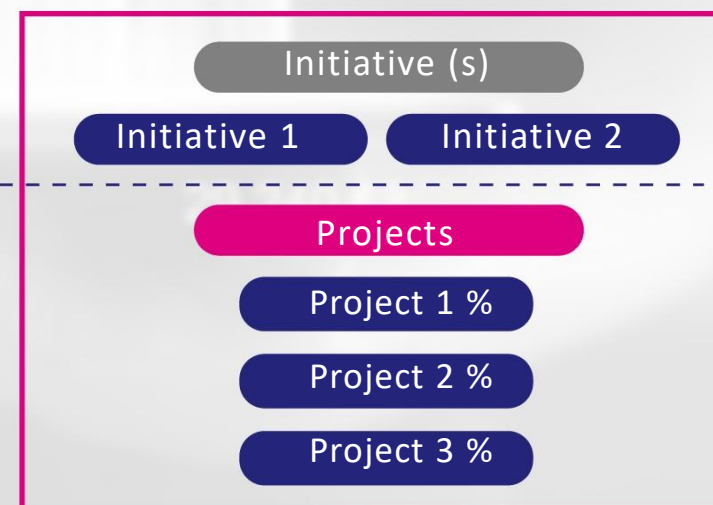 Initiative (s)
Initiative 1 Initiative 2
Projects
Project 1 %
Project 2 %
Project 3 %